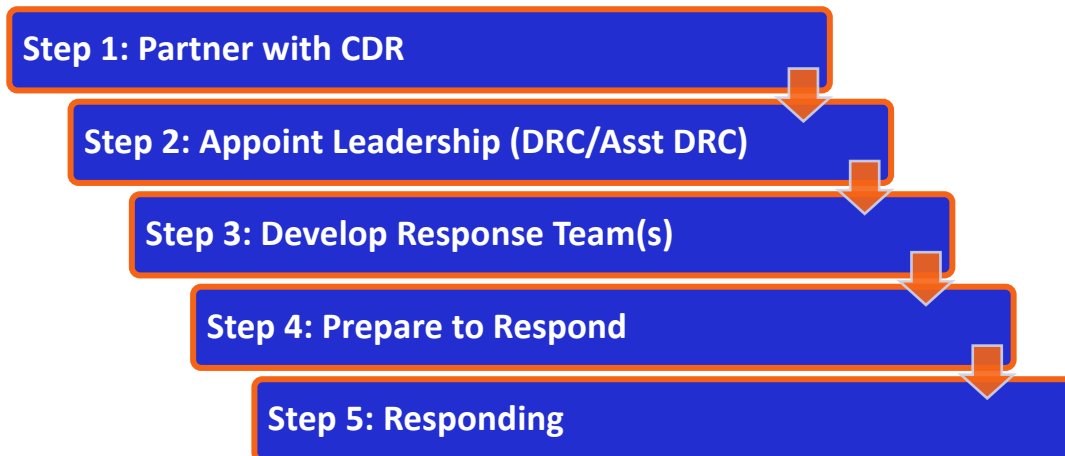 Step 1: Partner with CDR
Step 2: Appoint Leadership (DRC/Asst DRC)
Step 3: Develop Response Team(s)
Step 4: Prepare to Respond
Step 5: Responding